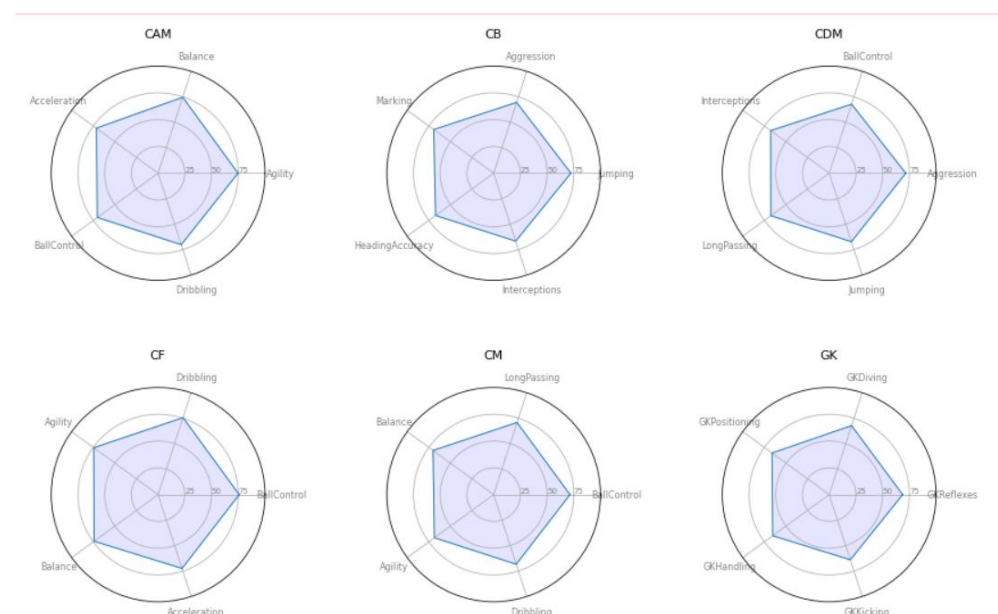 CAM
Balance
Acceleration
25 50 75
Agility
BallControl
Dribbling
CB
Aggression
Marking
25 50 75
Jumping
HeadingAccuracy
Interceptions
CDM
BallControl
Interceptions
25 50 75
Aggression
LongPassing
Jumping
CF
Dribbling
Agility
25 50 75
BallControl
Balance
Acceleration
CM
LongPassing
Balance
25 50 75
BallControl
Agility
Dribbling
GK
GKDiving
GKPositioning
25 50 75
GKReflexes
GKHandling
GKKicking